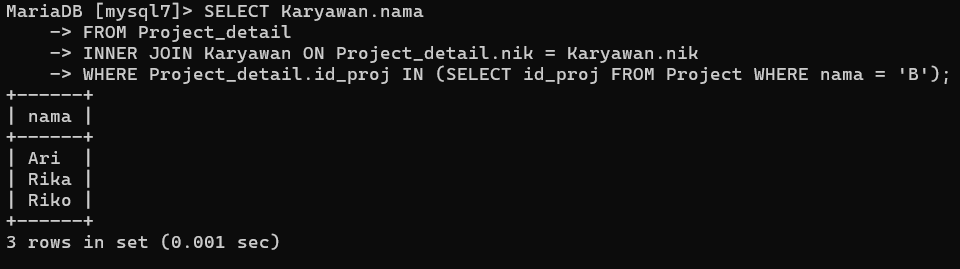 MariaDB [mysql7]> SELECT Karyawan.nama
    -> FROM Project_detail
    -> INNER JOIN Karyawan ON Project_detail.nik = Karyawan.nik
    -> WHERE Project_detail.id_proj IN (SELECT id_proj FROM Project WHERE nama = 'B');
+------+
| nama |
+------+
| Ari  |
| Rika |
| Riko |
+------+
3 rows in set (0.001 sec)